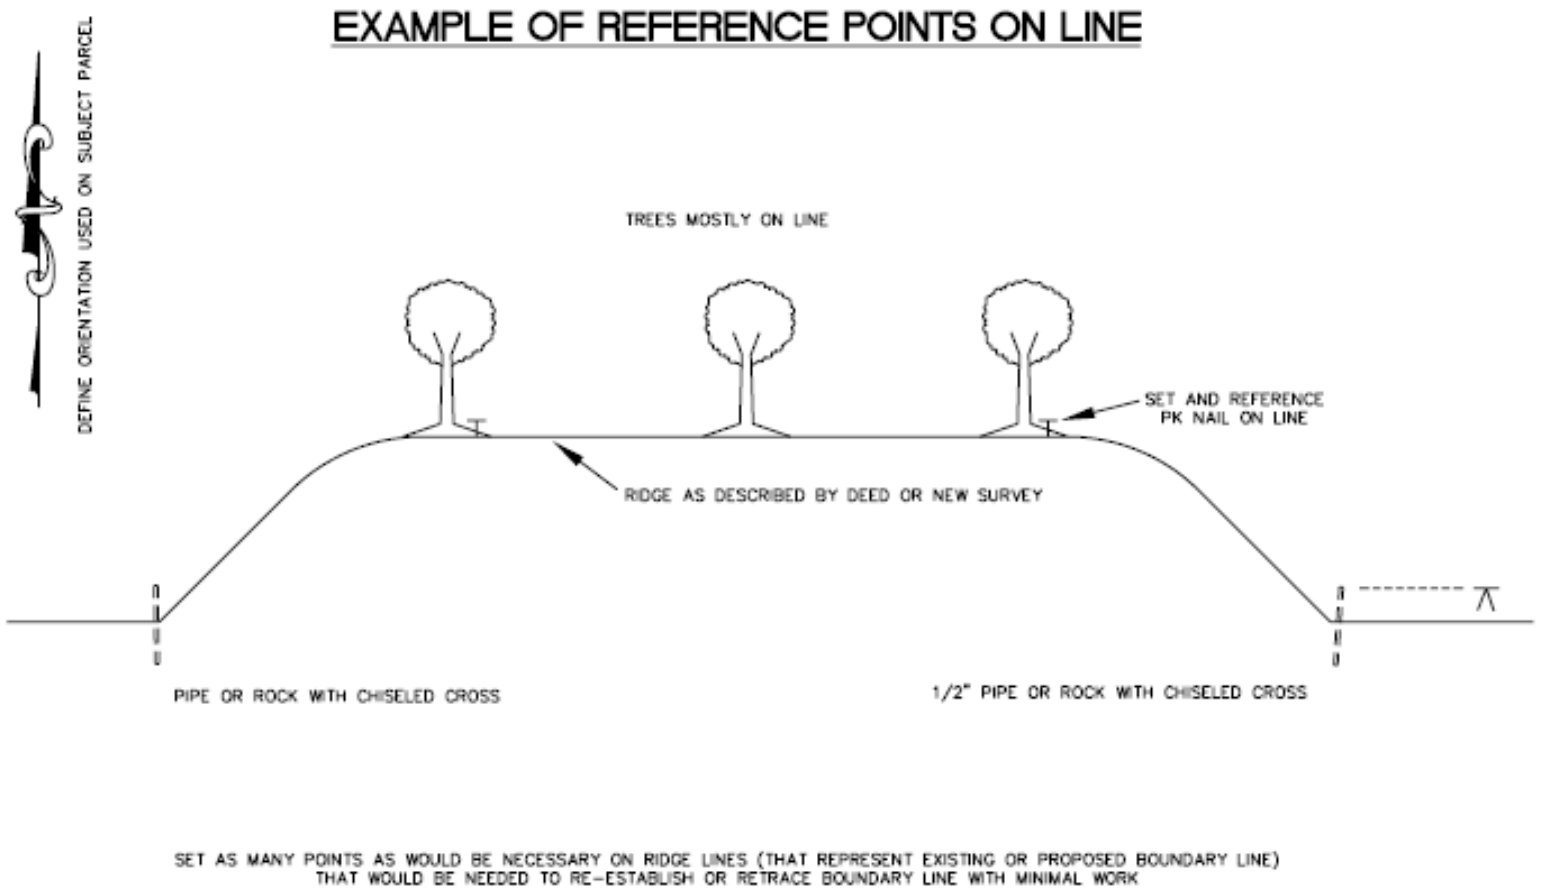 EXAMPLE OF REFERENCE POINTS ON LINE
DEFINE ORIENTATION USED ON SUBJECT PARCEL
TREES MOSTLY ON LINE
SET AND REFERENCE
PK NAIL ON LINE
RIDGE AS DESCRIBED BY DEED OR NEW SURVEY
PIPE OR ROCK WITH CHISELED CROSS
1/2" PIPE OR ROCK WITH CHISELED CROSS
SET AS MANY POINTS AS WOULD BE NECESSARY ON RIDGE LINES (THAT REPRESENT EXISTING OR PROPOSED BOUNDARY LINE)
THAT WOULD BE NEEDED TO RE-ESTABLISH OR RETRACE BOUNDARY LINE WITH MINIMAL WORK